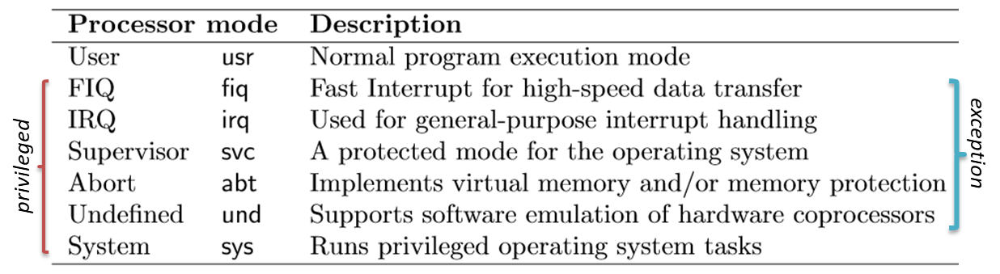 Processor mode Description
User usr Normal program execution mode
FIQ fiq Fast Interrupt for high-speed data transfer
IRQ irq Used for general-purpose interrupt handling
Supervisor svc A protected mode for the operating system
Abort abt Implements virtual memory and/or memory protection
Undefined und Supports software emulation of hardware coprocessors
System sys Runs privileged operating system tasks
privileged
exception